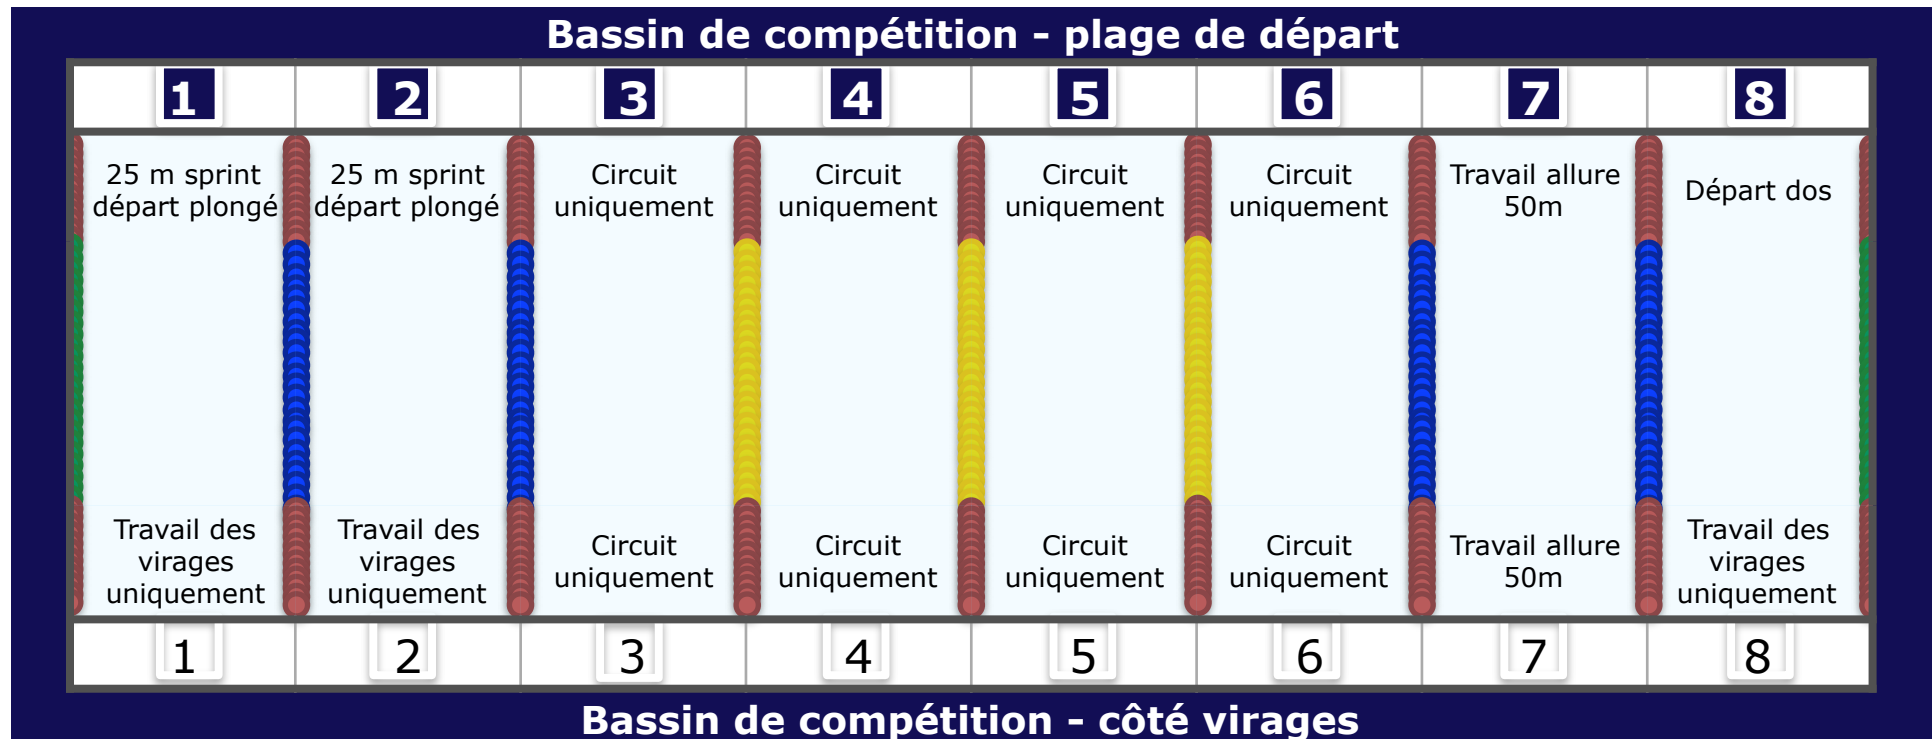 Bassin de compétition - plage de départ
1 2 3 4 5 6 7 8
25 m sprint
départ plongé
25 m sprint
départ plongé
Circuit
uniquement
Circuit
uniquement
Circuit
uniquement
Circuit
uniquement
Travail allure
50m
Départ dos
Travail des
virages
uniquement
Travail des
virages
uniquement
Circuit
uniquement
Circuit
uniquement
Circuit
uniquement
Circuit
uniquement
Travail allure
50m
Travail des
virages
uniquement
1 2 3 4 5 6 7 8
Bassin de compétition - côté virages